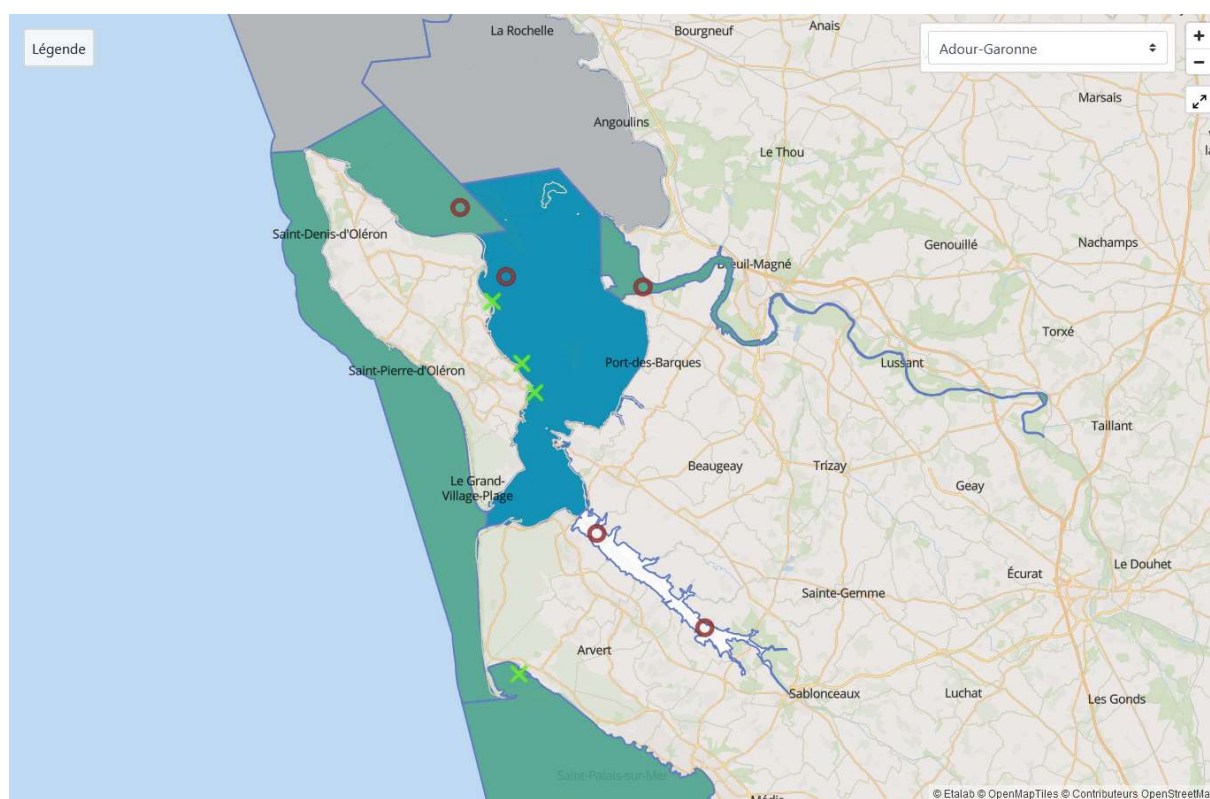 Légende
La Rochelle
Bourgneuf
Anais
Adour-Garonne
+
−
Marsais
Angoulins
Le Thou
la
Saint-Denis-d'Oléron
Genouillé
Nachamps
Breuil-Magné
Torxé
Saint-Pierre-d'Oléron
Port-des-Barques
Lussant
Taillant
Beaugeay
Trizay
Le Grand-
Village-Plage
Geay
Écurat
Le Douhet
Sainte-Gemme
Arvert
Sablonceaux
Luchat
Les Gonds
Saint-Palais-sur-Mer
© Etalab © OpenMapTiles © Contributeurs OpenStreetMa